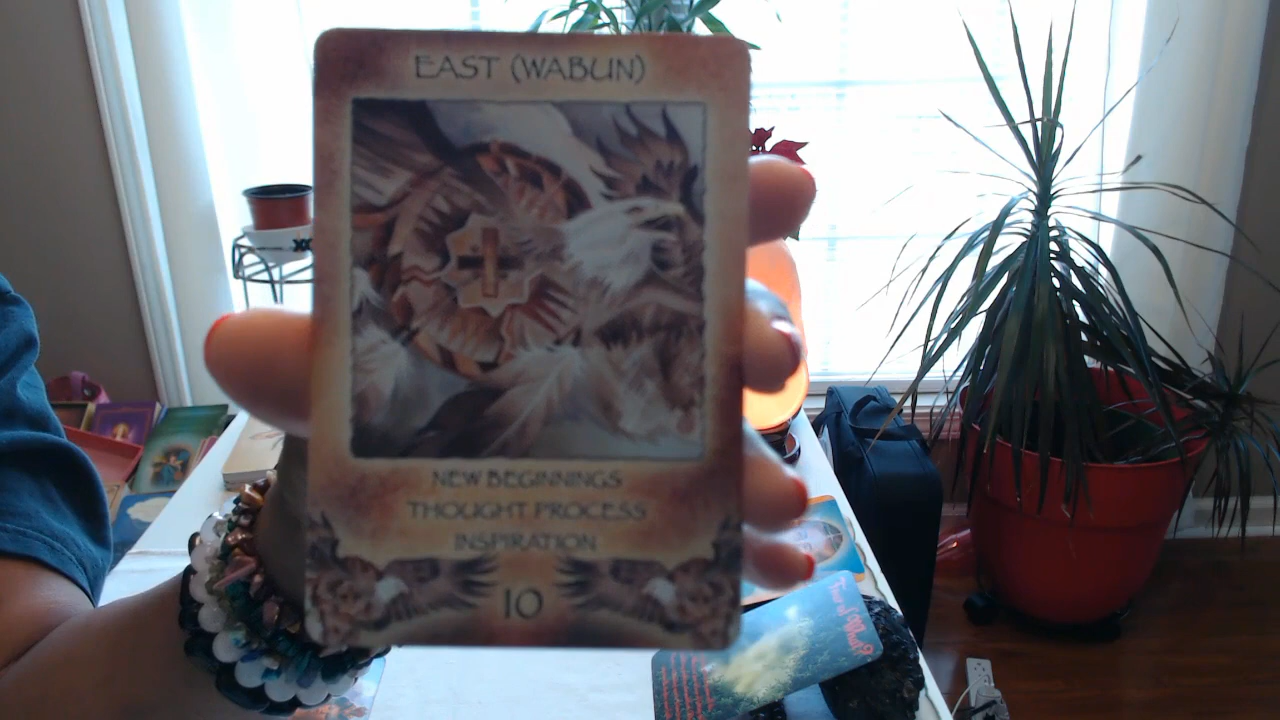 EAST (WABUN)
NEW BEGINNINGS
THOUGHT PROCESS
INSPIRATION
10